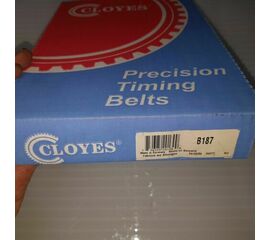 CLOYES
Precision
Timing
Belts
CLOYES®
B187